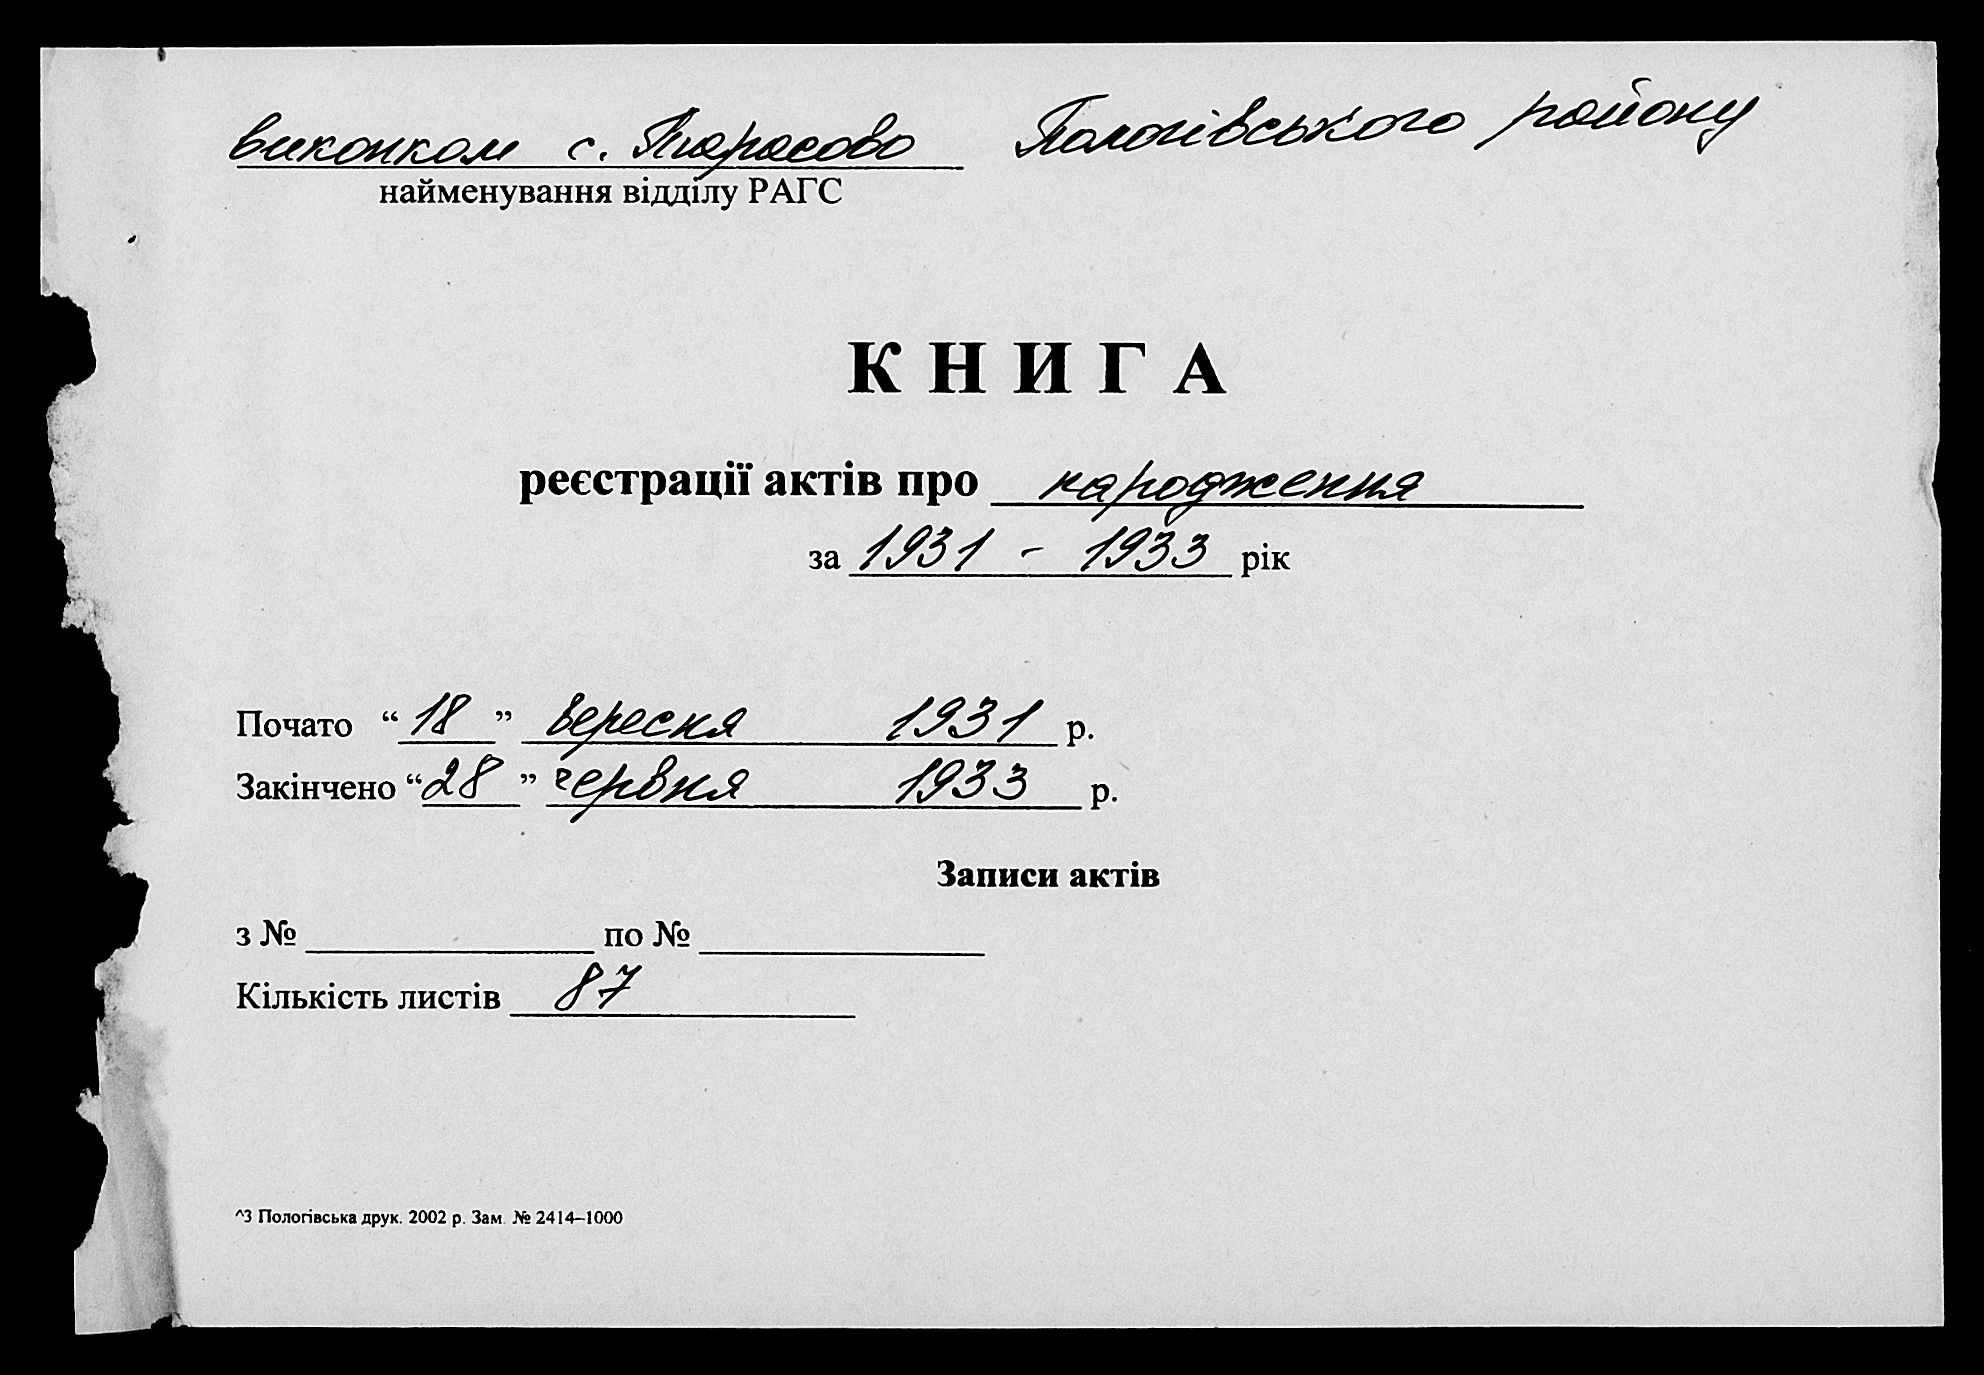 виконком с. Тарасово Пологівського району
найменування відділу РАГС
КНИГА
реєстрації актів про народження
за 1931 - 1933 рік
Почато “18” вересня 1931 р.
Закінчено “28” червня 1933 р.
Записи актів
з № по №
Кількість листів 87
^З Пологівська друк. 2002 р. Зам. № 2414–1000